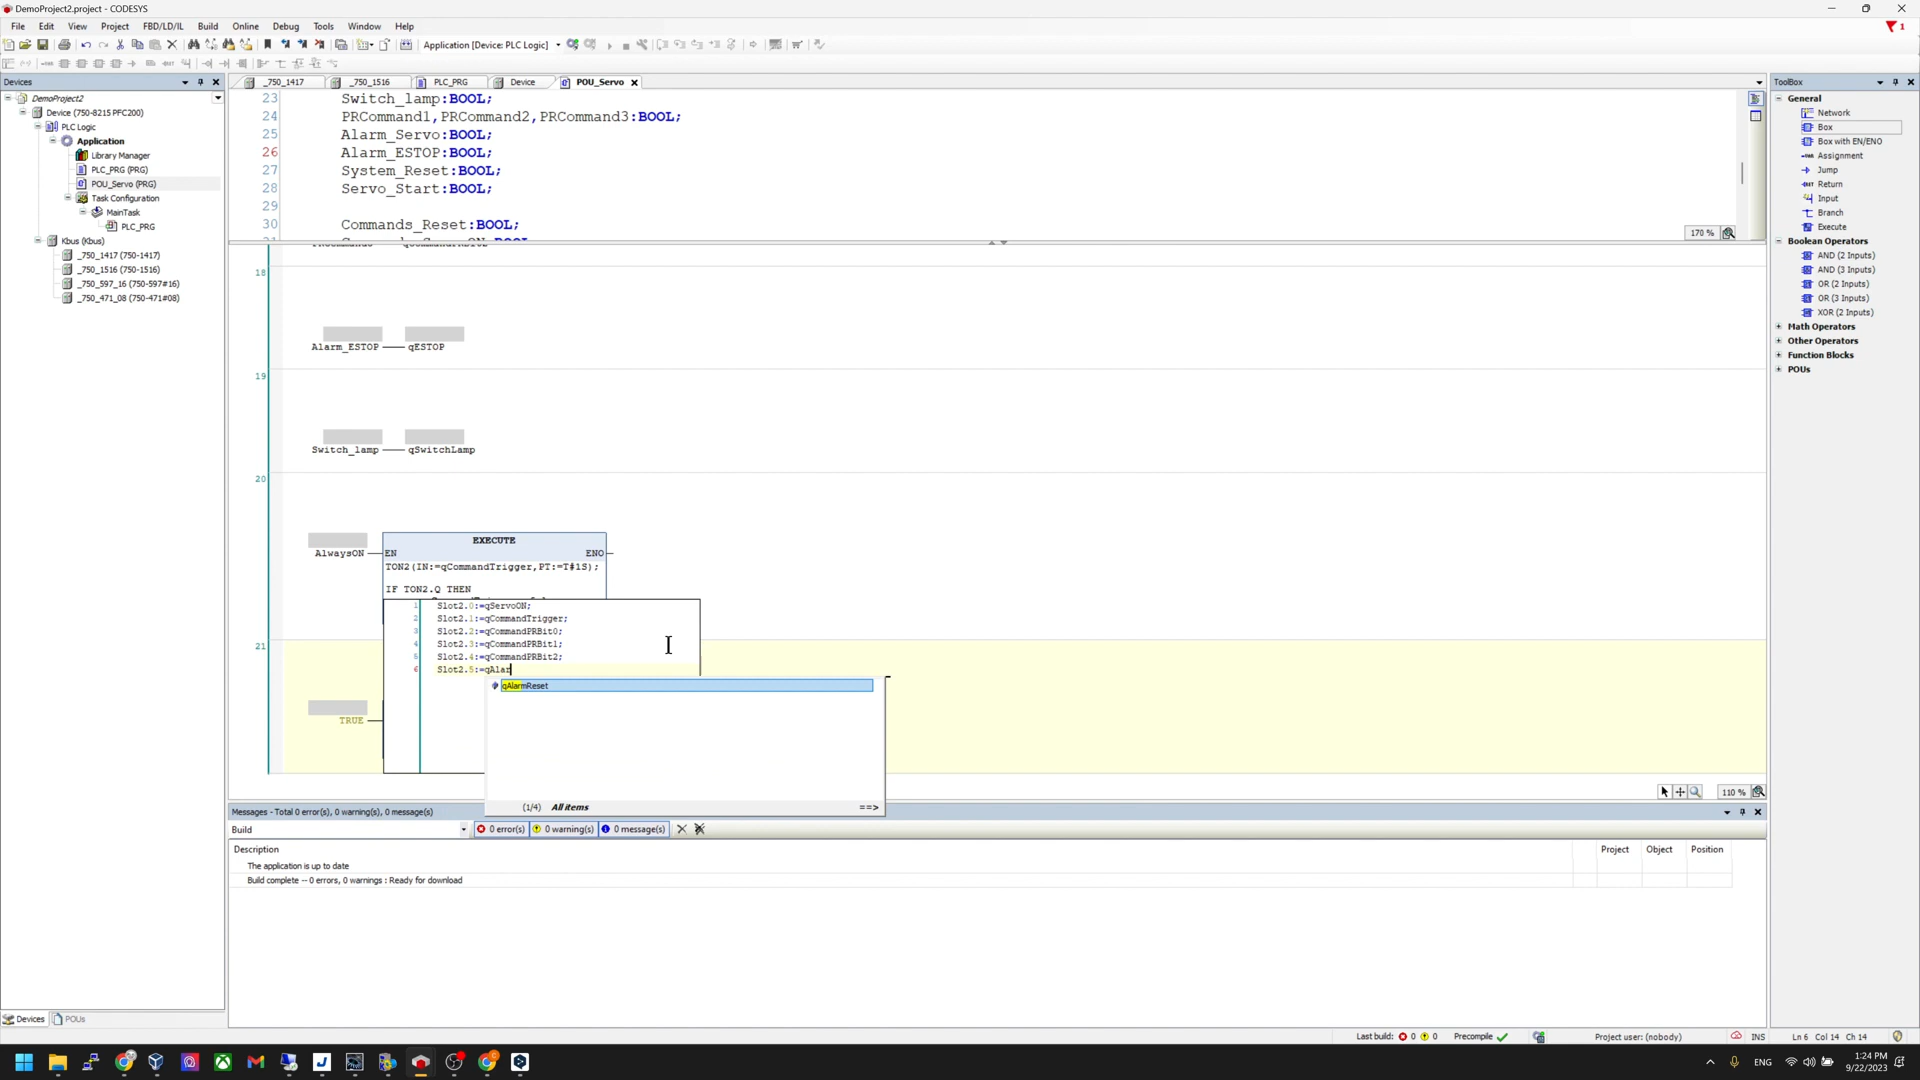 DemoProject2.project - CODESYS
File Edit View Project FBD/LD/IL Build Online Debug Tools Window Help
Application [Device: PLC Logic]
Devices
DemoProject2
Device (750-8215 PFC200)
PLC Logic
Application
Library Manager
PLC_PRG (PRG)
POU_Servo (PRG)
Task Configuration
MainTask
PLC_PRG
Kbus (Kbus)
_750_1417 (750-1417)
_750_1516 (750-1516)
_750_597_16 (750-597#16)
_750_471_08 (750-471#08)
Devices POUs
_750_1417 _750_1516 PLC_PRG Device POU_Servo
23 Switch_lamp:BOOL;
24 PRCommand1,PRCommand2,PRCommand3:BOOL;
25 Alarm_Servo:BOOL;
26 Alarm_ESTOP:BOOL;
27 System_Reset:BOOL;
28 Servo_Start:BOOL;
29
30 Commands_Reset:BOOL;
170 %
18
Alarm_ESTOP qESTOP
19
Switch_lamp qSwitchLamp
20
EXECUTE
AlwaysON EN ENO
TON2(IN:=qCommandTrigger,PT:=T#1S);
IF TON2.Q THEN
21
1 Slot2.0:=qServoON;
2 Slot2.1:=qCommandTrigger;
3 Slot2.2:=qCommandPRBit0;
4 Slot2.3:=qCommandPRBit1;
5 Slot2.4:=qCommandPRBit2;
6 Slot2.5:=qAlar
qAlarmReset
TRUE
(1/4) All items ==>
110 %
Messages - Total 0 error(s), 0 warning(s), 0 message(s)
Build 0 error(s) 0 warning(s) 0 message(s)
Description Project Object Position
The application is up to date
Build complete -- 0 errors, 0 warnings : Ready for download
ToolBox
General
Network
Box
Box with EN/ENO
Assignment
Jump
Return
Input
Branch
Execute
Boolean Operators
AND (2 Inputs)
AND (3 Inputs)
OR (2 Inputs)
OR (3 Inputs)
XOR (2 Inputs)
Math Operators
Other Operators
Function Blocks
POUs
Last build: 0 0 Precompile Project user: (nobody) INS Ln 6 Col 14 Ch 14
ENG 1:24 PM
9/22/2023